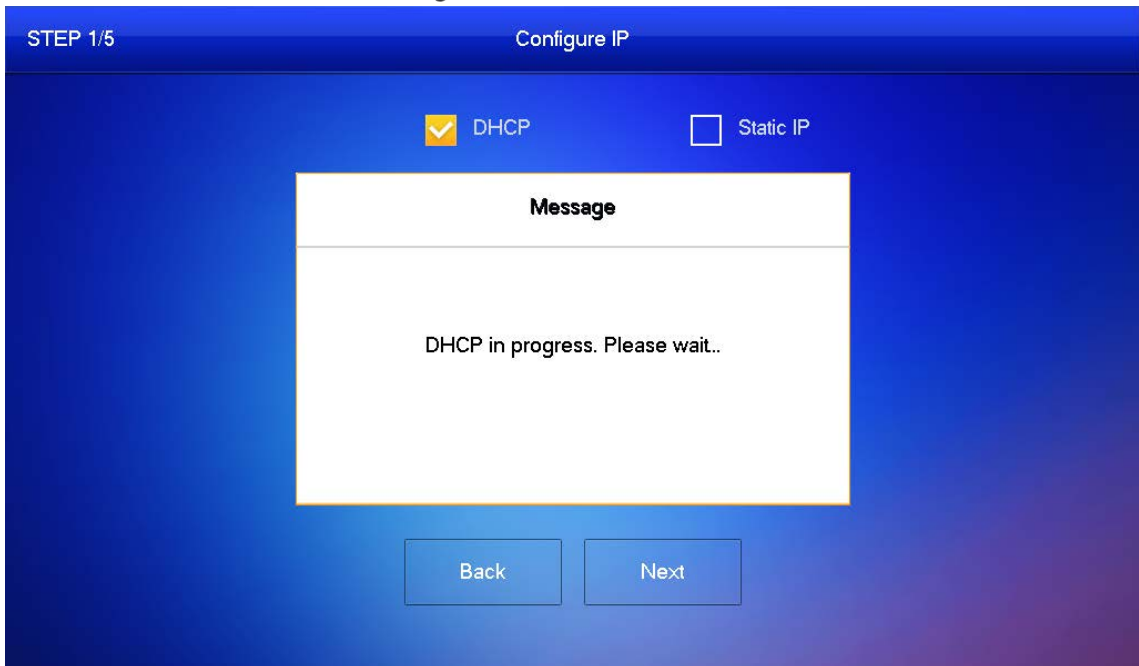 STEP 1/5
Configure IP
DHCP
Static IP
Message
DHCP in progress. Please wait..
Back
Next